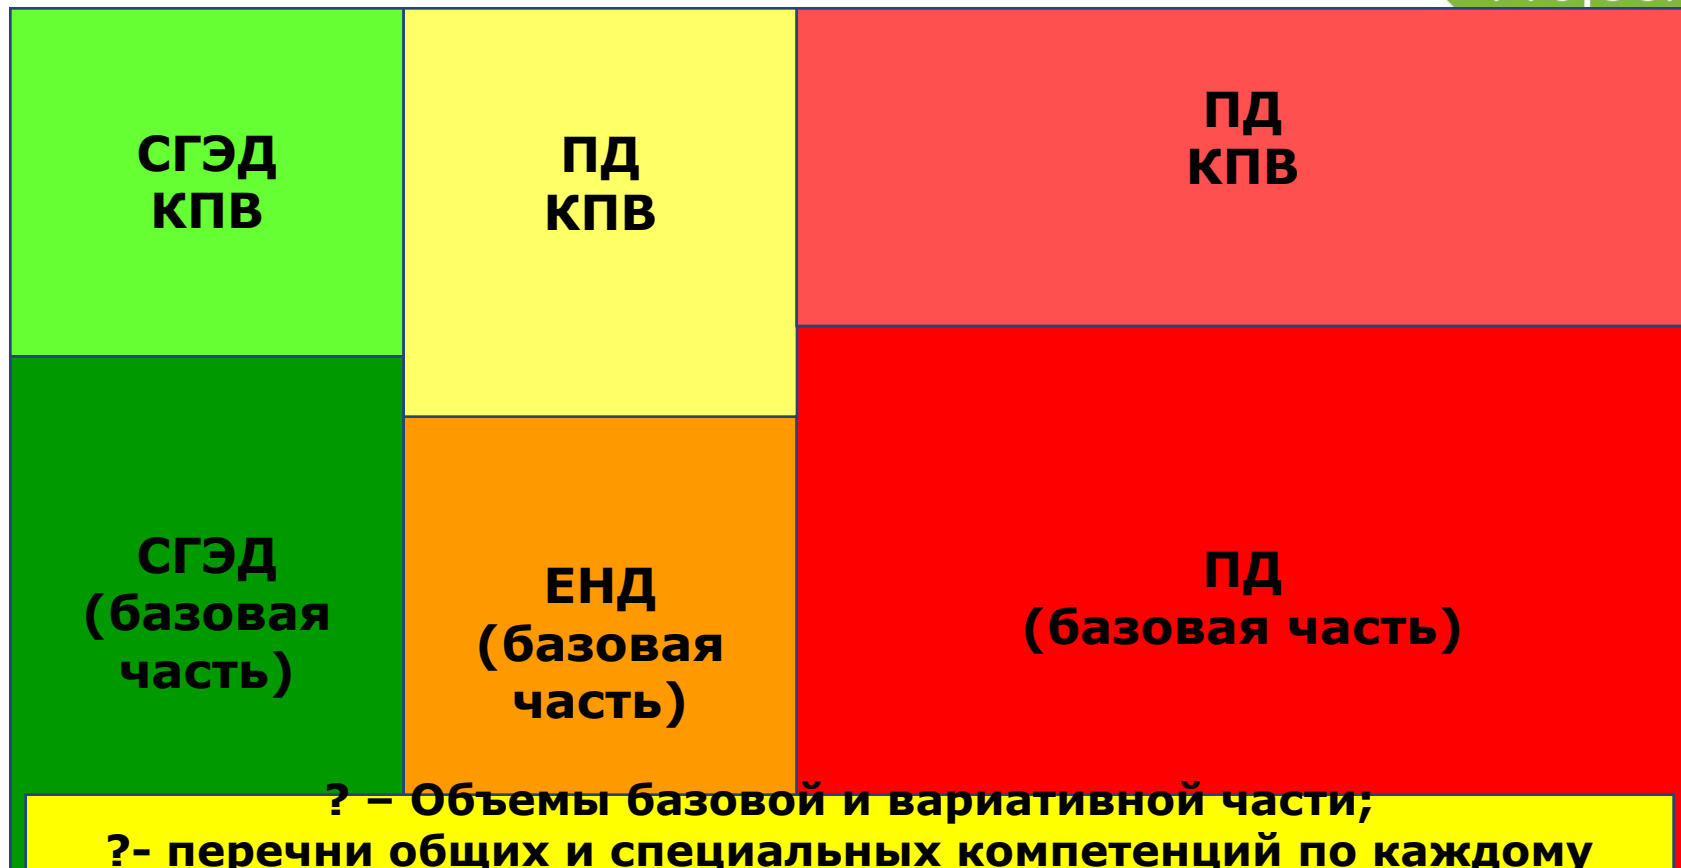 СГЭД
КПВ
ПД
КПВ
ПД
КПВ
СГЭД
(базовая
часть)
ЕНД
(базовая
часть)
ПД
(базовая часть)
? – Объемы базовой и вариативной части;
?- перечни общих и специальных компетенций по каждому